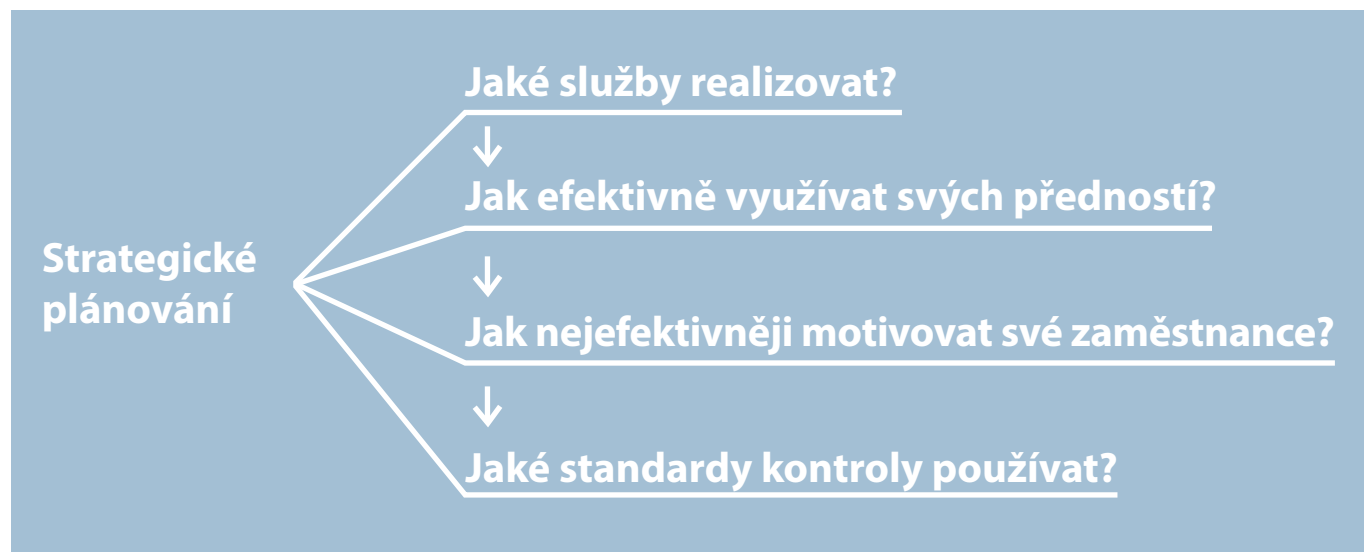 Jaké služby realizovat?
Jak efektivně využívat svých předností?
Strategické
plánování
Jak nejefektivněji motivovat své zaměstnance?
Jaké standardy kontroly používat?